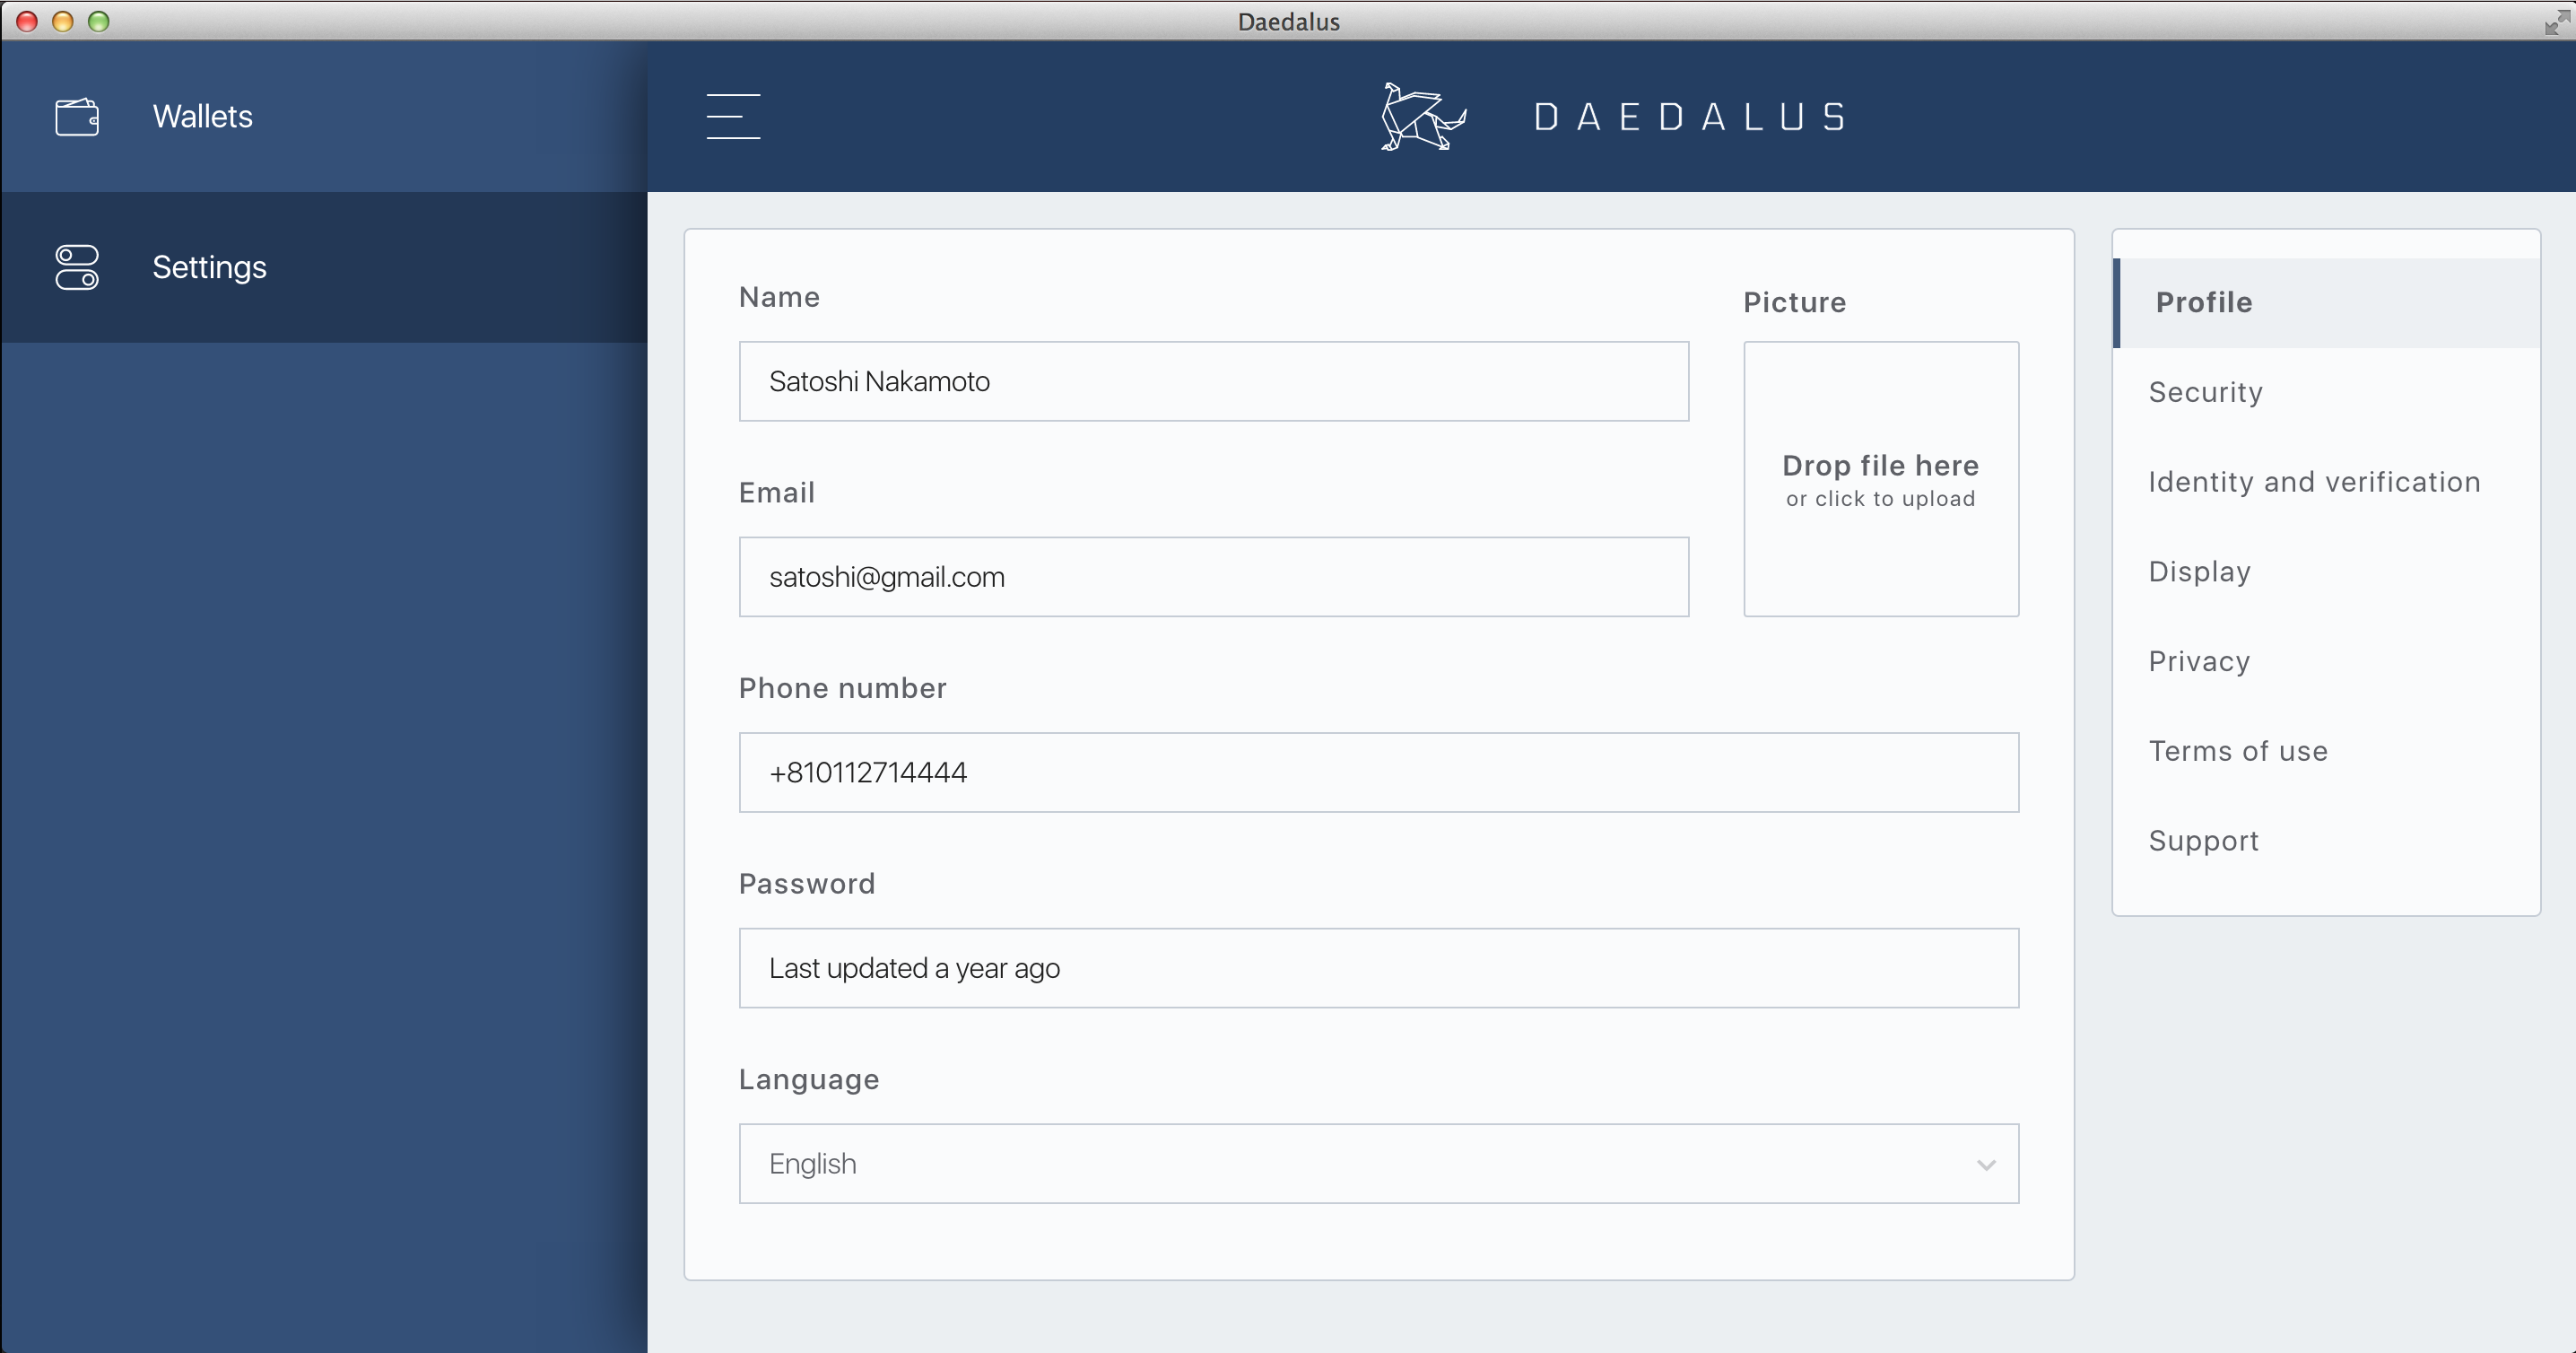 Daedalus
Wallets
Settings
DAEDALUS
Name
Satoshi Nakamoto
Picture
Drop file here
or click to upload
Email
satoshi@gmail.com
Phone number
+810112714444
Password
Last updated a year ago
Language
English
Profile
Security
Identity and verification
Display
Privacy
Terms of use
Support